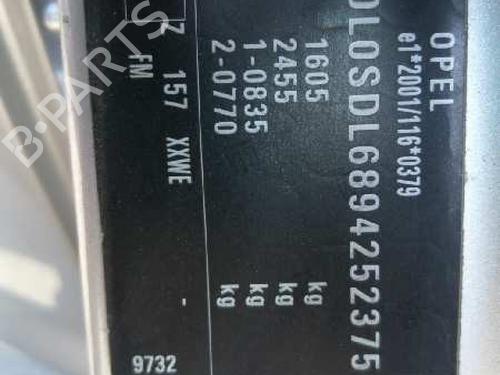 OPEL
e1*2001/116*0379
DL0SDL6894252375
1605 kg
2455 kg
1-0835 kg
2-0770 kg
Z 157 XXWE -
FM
9732
B-PARTS